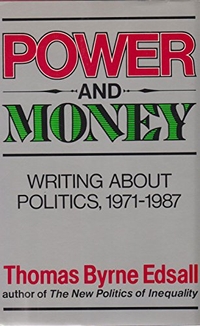 POWER
AND
MONEY
WRITING ABOUT
POLITICS, 1971-1987
Thomas Byrne Edsall
author of The New Politics of Inequality